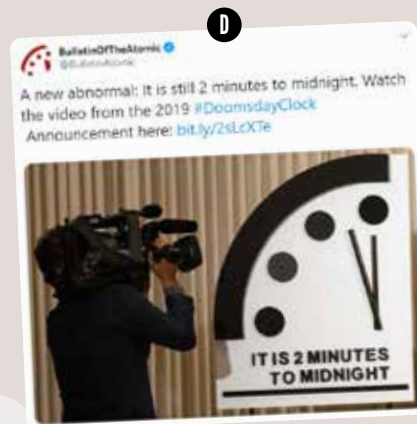 D
BulletinOfTheAtomic
@BulletinAtomic
A new abnormal: It is still 2 minutes to midnight. Watch
the video from the 2019 #DoomsdayClock
Announcement here: bit.ly/2sLcXTe
IT IS 2 MINUTES
TO MIDNIGHT